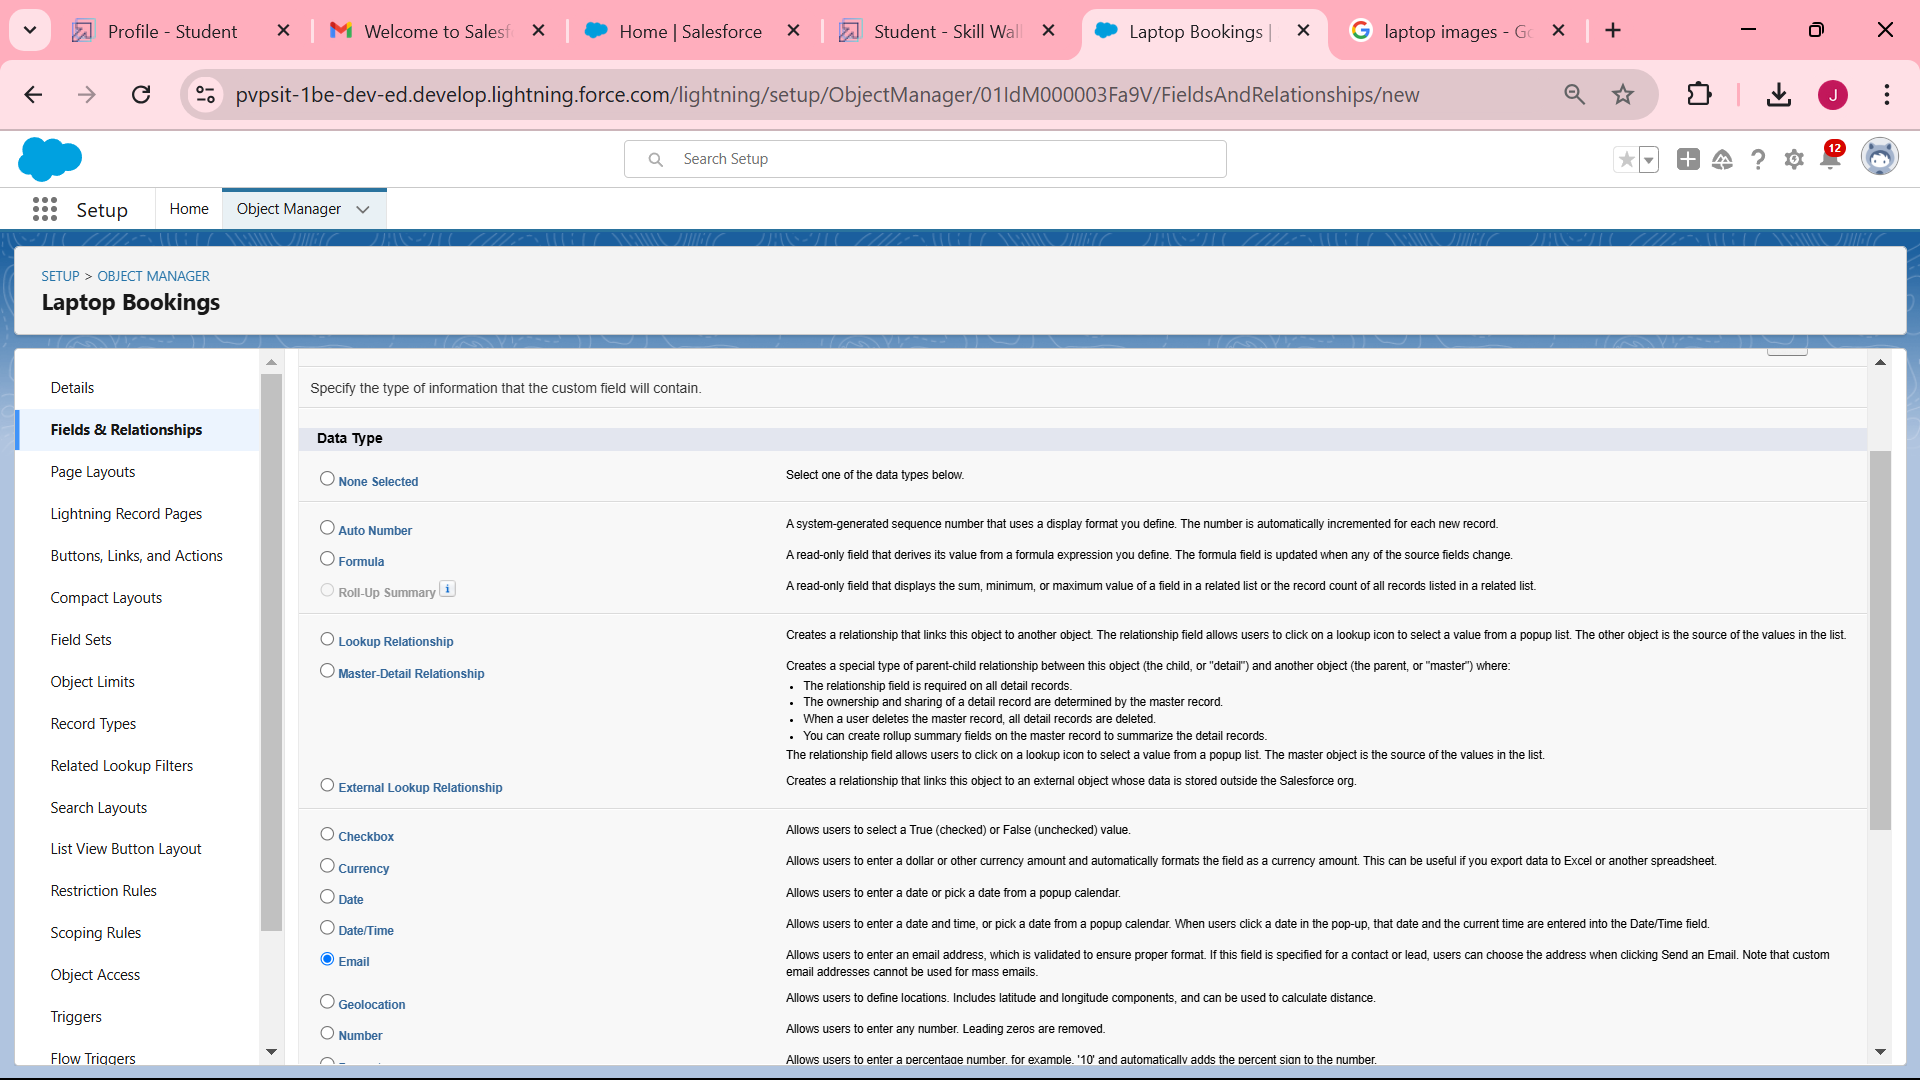 Profile - Student
Welcome to Salesf
Home | Salesforce
Student - Skill Wall
Laptop Bookings |
laptop images - Go
pvpsit-1be-dev-ed.develop.lightning.force.com/lightning/setup/ObjectManager/01IdM000003Fa9V/FieldsAndRelationships/new
J
Search Setup
12
Setup
Home
Object Manager
SETUP > OBJECT MANAGER
Laptop Bookings
Details
Fields & Relationships
Page Layouts
Lightning Record Pages
Buttons, Links, and Actions
Compact Layouts
Field Sets
Object Limits
Record Types
Related Lookup Filters
Search Layouts
List View Button Layout
Restriction Rules
Scoping Rules
Object Access
Triggers
Flow Triggers
Specify the type of information that the custom field will contain.
Data Type
None Selected
Select one of the data types below.
Auto Number
A system-generated sequence number that uses a display format you define. The number is automatically incremented for each new record.
Formula
A read-only field that derives its value from a formula expression you define. The formula field is updated when any of the source fields change.
Roll-Up Summary i
A read-only field that displays the sum, minimum, or maximum value of a field in a related list or the record count of all records listed in a related list.
Lookup Relationship
Creates a relationship that links this object to another object. The relationship field allows users to click on a lookup icon to select a value from a popup list. The other object is the source of the values in the list.
Master-Detail Relationship
Creates a special type of parent-child relationship between this object (the child, or "detail") and another object (the parent, or "master") where:
• The relationship field is required on all detail records.
• The ownership and sharing of a detail record are determined by the master record.
• When a user deletes the master record, all detail records are deleted.
• You can create rollup summary fields on the master record to summarize the detail records.
The relationship field allows users to click on a lookup icon to select a value from a popup list. The master object is the source of the values in the list.
External Lookup Relationship
Creates a relationship that links this object to an external object whose data is stored outside the Salesforce org.
Checkbox
Allows users to select a True (checked) or False (unchecked) value.
Currency
Allows users to enter a dollar or other currency amount and automatically formats the field as a currency amount. This can be useful if you export data to Excel or another spreadsheet.
Date
Allows users to enter a date or pick a date from a popup calendar.
Date/Time
Allows users to enter a date and time, or pick a date from a popup calendar. When users click a date in the pop-up, that date and the current time are entered into the Date/Time field.
Email
Allows users to enter an email address, which is validated to ensure proper format. If this field is specified for a contact or lead, users can choose the address when clicking Send an Email. Note that custom
email addresses cannot be used for mass emails.
Geolocation
Allows users to define locations. Includes latitude and longitude components, and can be used to calculate distance.
Number
Allows users to enter any number. Leading zeros are removed.
Allows users to enter a percentage number, for example, '10' and automatically adds the percent sign to the number.